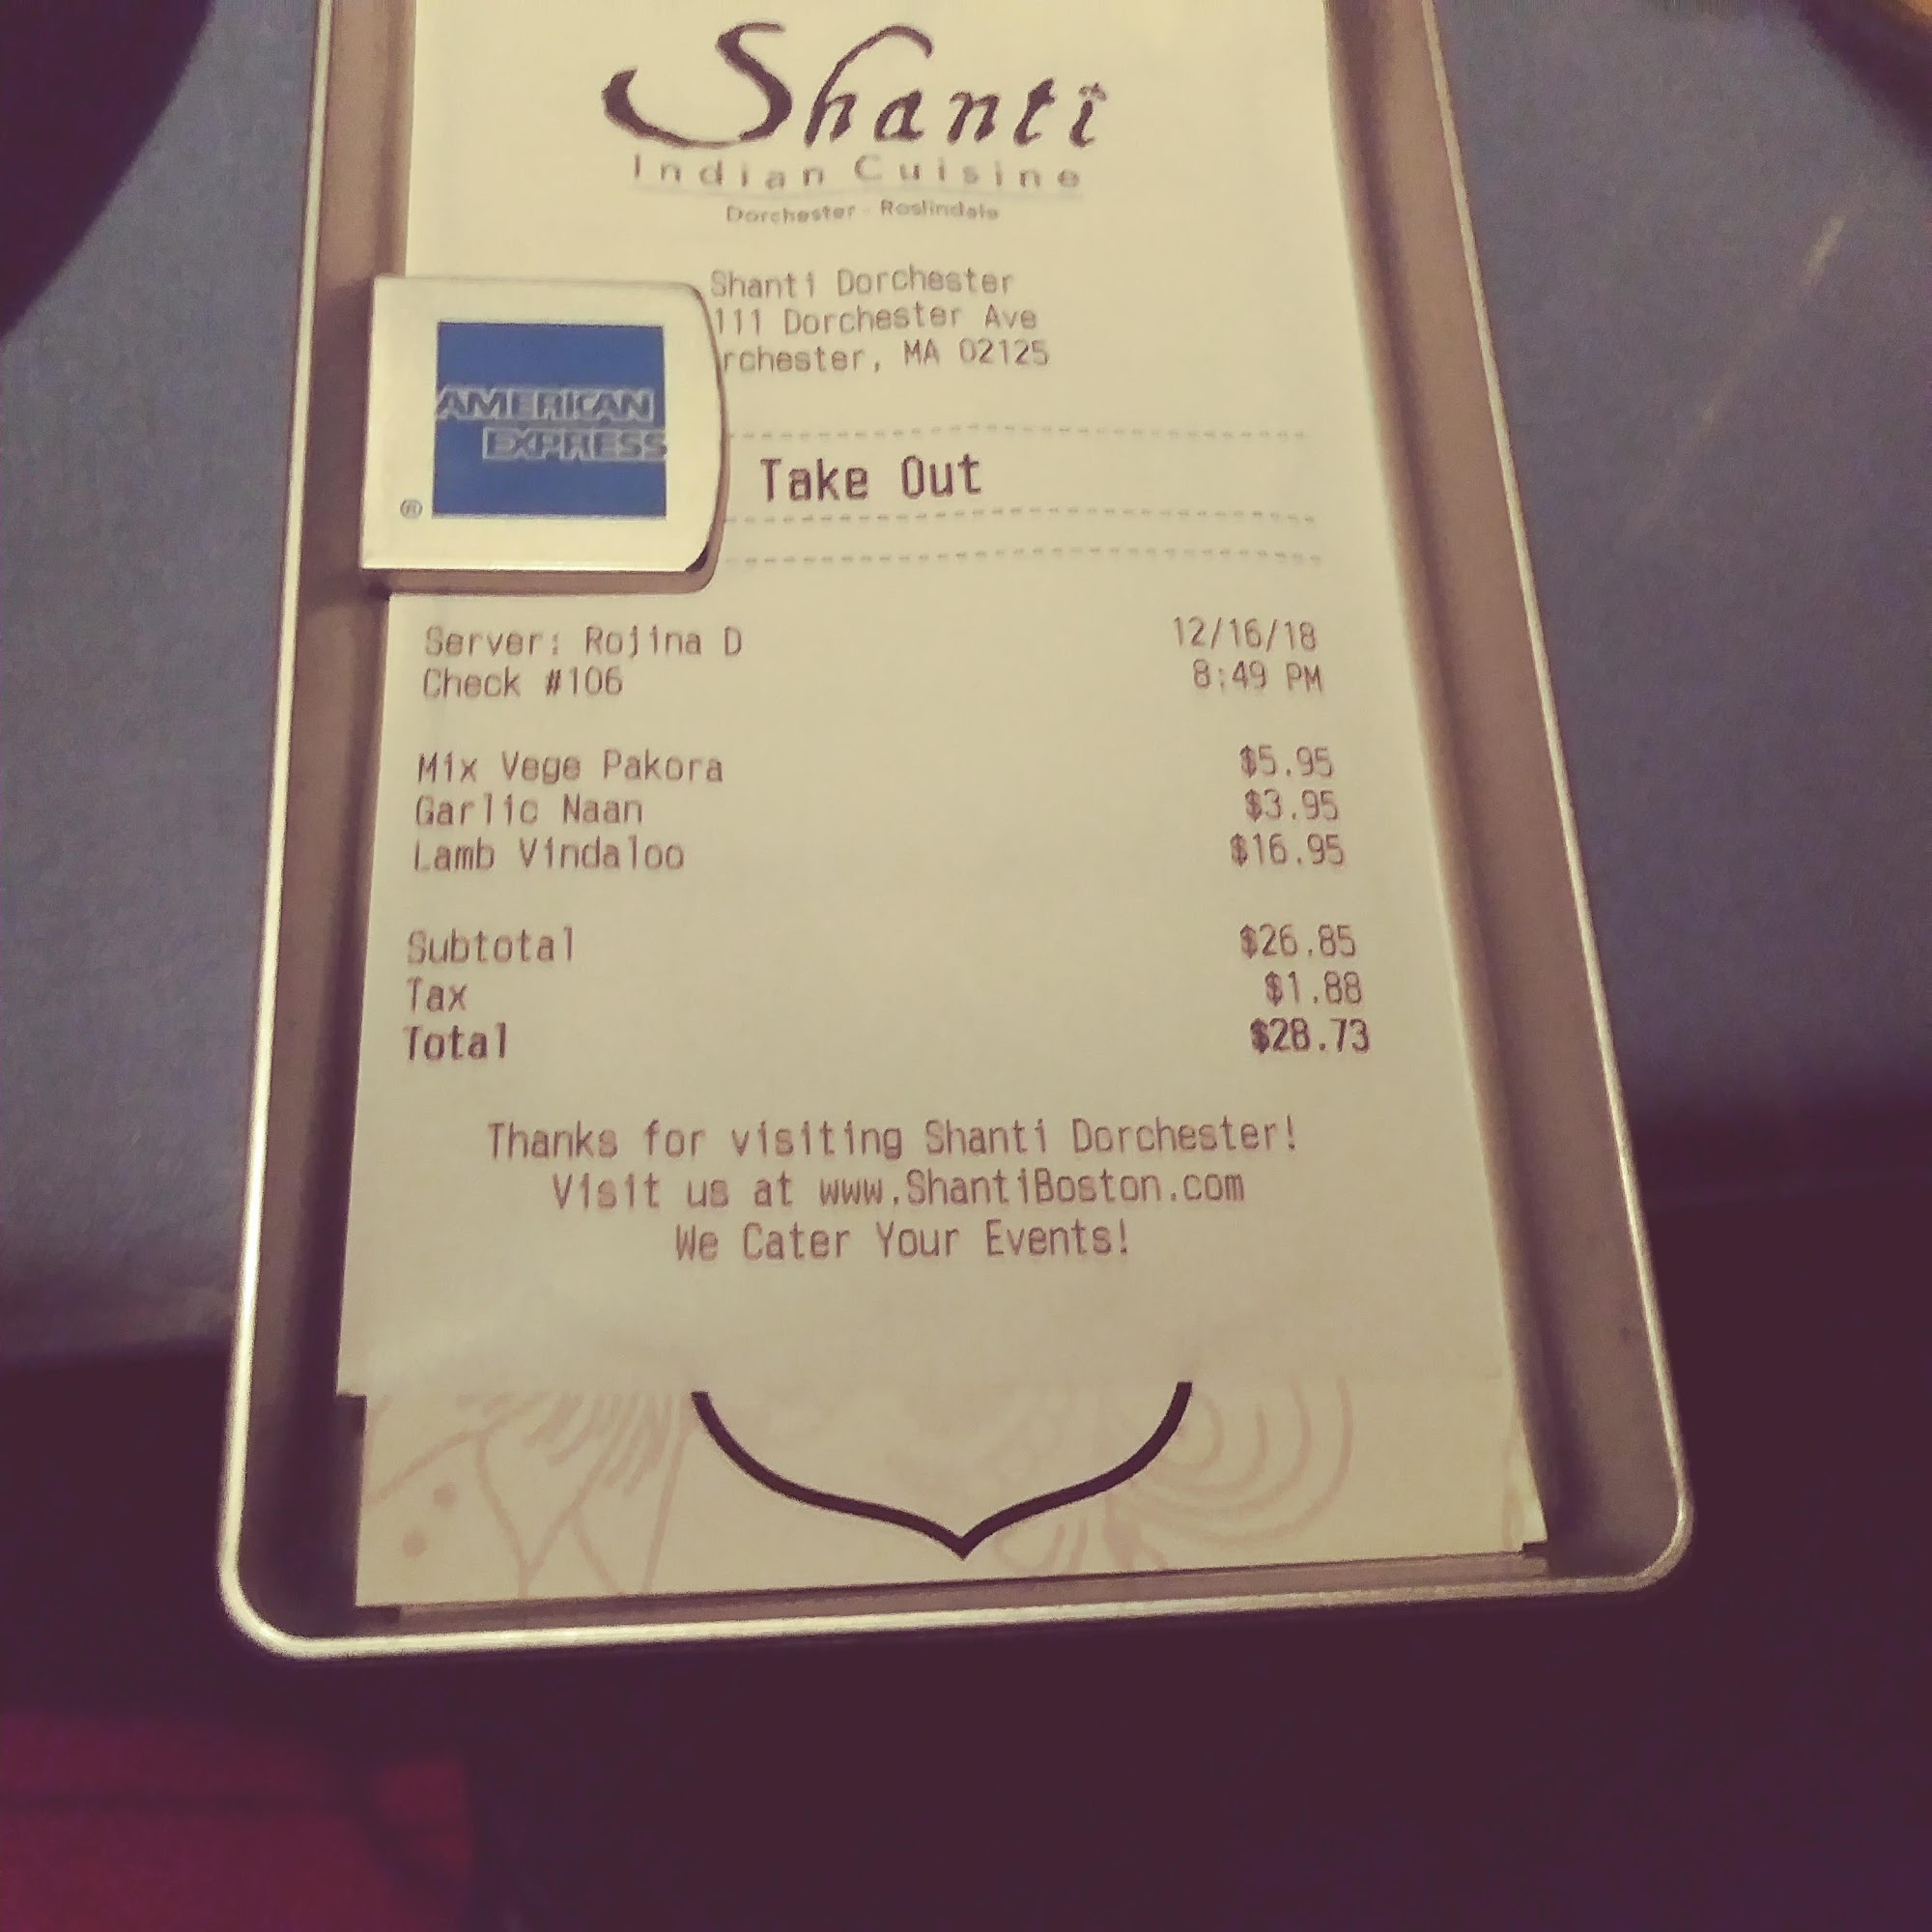 Shanti
Indian Cuisine
Dorchester - Roslindale
Shanti Dorchester
111 Dorchester Ave
rchester, MA 02125
AMERICAN
EXPRESS
®
Take Out
Server: Rojina D 12/16/18
Check #106 8:49 PM
Mix Vege Pakora $5.95
Garlic Naan $3.95
Lamb Vindaloo $16.95
Subtotal $26.85
Tax $1.88
Total $28.73
Thanks for visiting Shanti Dorchester!
Visit us at www.ShantiBoston.com
We Cater Your Events!